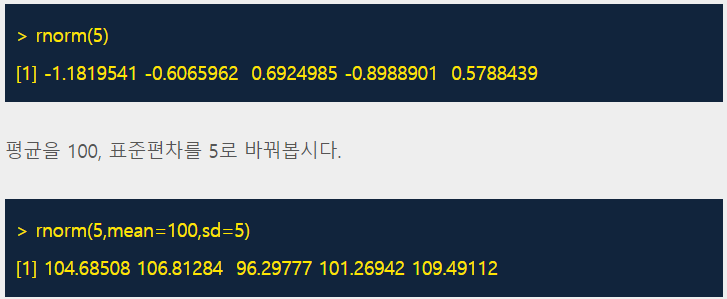 > rnorm(5)
[1] -1.1819541 -0.6065962  0.6924985 -0.8988901  0.5788439
평균을 100, 표준편차를 5로 바꿔봅시다.
> rnorm(5,mean=100,sd=5)
[1] 104.68508 106.81284  96.29777 101.26942 109.49112